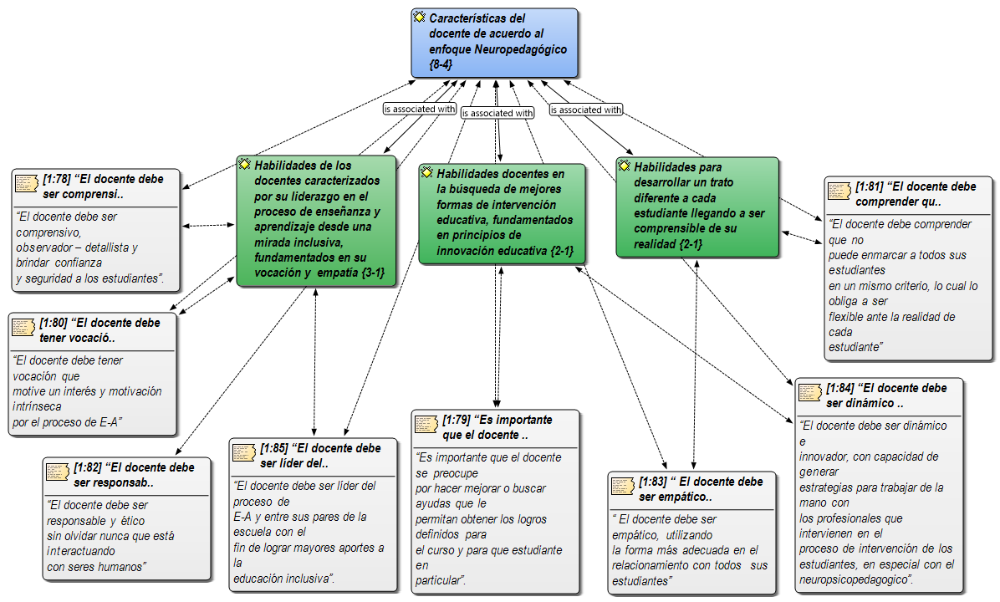 Características del
docente de acuerdo al
enfoque Neuropedagógico
{8-4}
is associated with
is associated with
is associated with
Habilidades de los
docentes caracterizados
por su liderazgo en el
proceso de enseñanza y
aprendizaje desde una
mirada inclusiva,
fundamentados en su
vocación y empatía {3-1}
Habilidades docentes en
la búsqueda de mejores
formas de intervención
educativa, fundamentados
en principios de
innovación educativa {2-1}
Habilidades para
desarrollar un trato
diferente a cada
estudiante llegando a ser
comprensible de su
realidad {2-1}
[1:78] “El docente debe
ser comprensi..
“El docente debe ser
comprensivo,
observador – detallista y
brindar confianza
y seguridad a los estudiantes”.
[1:81] “El docente debe
comprender qu..
“El docente debe comprender
que no
puede enmarcar a todos sus
estudiantes
en un mismo criterio, lo cual lo
obliga a ser
flexible ante la realidad de
cada
estudiante”
[1:80] “El docente debe
tener vocació..
“El docente debe tener
vocación que
motive un interés y motivación
intrínseca
por el proceso de E-A”
[1:82] “El docente debe
ser responsab..
“El docente debe ser
responsable y ético
sin olvidar nunca que está
interactuando
con seres humanos”
[1:85] “El docente debe
ser líder del..
“El docente debe ser líder del
proceso de
E-A y entre sus pares de la
escuela con el
fin de lograr mayores aportes a
la
educación inclusiva”.
[1:79] “Es importante
que el docente ..
“Es importante que el docente
se preocupe
por hacer mejorar o buscar
ayudas que le
permitan obtener los logros
definidos para
el curso y para que estudiante
en
particular”.
[1:83] “ El docente debe
ser empático..
“ El docente debe ser
empático, utilizando
la forma más adecuada en el
relacionamiento con todos sus
estudiantes”
[1:84] “El docente debe
ser dinámico ..
“El docente debe ser dinámico
e
innovador, con capacidad de
generar
estrategias para trabajar de la
mano con
los profesionales que
intervienen en el
proceso de intervención de los
estudiantes, en especial con el
neuropsicopedagogico”.